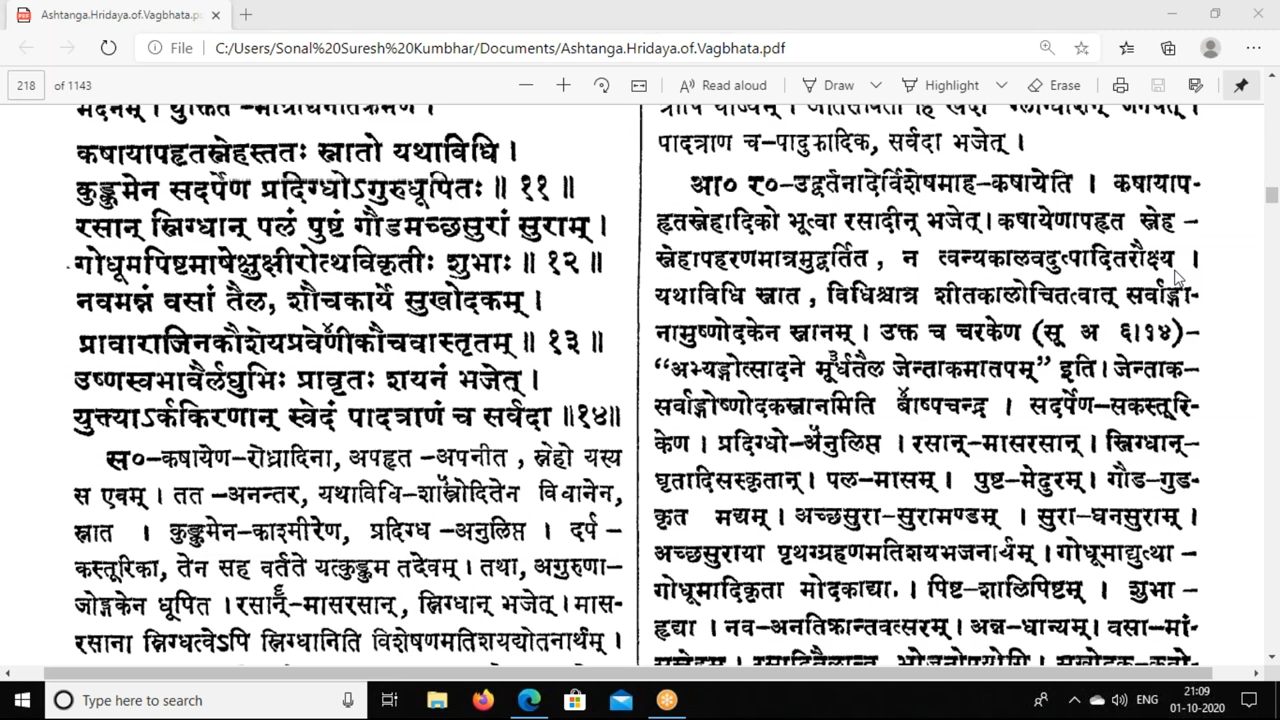 Ashtanga.Hridaya.of.Vagbhata.pc
File C:/Users/Sonal%20Suresh%20Kumbhar/Documents/Ashtanga.Hridaya.of.Vagbhata.pdf
218 of 1143 Read aloud Draw Highlight Erase
कषायापहृतस्नेहस्ततः स्नातो यथाविधि ।
कुङ्कुमेन सदर्पेण प्रदिग्धोऽगुरुधूपितः ॥ ११ ॥
रसान् स्निग्धान् पलं पुष्टं गौडमच्छसुरां सुराम् ।
गोधूमपिष्टमाषेक्षुक्षीरोत्थविकृतीः शुभाः ॥ १२ ॥
नवमन्नं वसां तैल, शौचकार्ये सुखोदकम् ।
प्रावाराजिनकौशेयप्रवेणीकौचवास्तृतम् ॥ १३ ॥
उष्णस्वभावैर्लघुभिः प्रावृतः शयनं भजेत् ।
युक्त्याऽर्ककिरणान् स्वेदं पादत्राणं च सर्वदा ॥१४॥
स०-कषायेण-रोध्रादिना, अपहृत -अपनीत, स्नेहो यस्य
स एवम् । तत -अनन्तर, यथाविधि-शास्त्रोदितेन विधानेन,
स्नात । कुङ्कुमेन-काश्मीरेण, प्रदिग्ध -अनुलिप्त । दर्प -
कस्तूरिका, तेन सह वर्तते यत्कुङ्कुम तदेवम् । तथा, अगुरुणा-
जोङ्गकेन धूपित । रसान्-मासरसान्, स्निग्धान् भजेत् । मास-
रसाना स्निग्धत्वेऽपि स्निग्धानिति विशेषणमतिशयद्योतनार्थम् ।
पादत्राण च-पादुकादिक, सर्वदा भजेत् ।
आ० र०-उद्वर्तनादेर्विशेषमाह-कषायेति । कषायाप-
हृतस्नेहादिको भूत्वा रसादीन् भजेत् । कषायेणापहृत स्नेह -
स्नेहापहरणमात्रमुद्वर्तित, न त्वन्यकालवदुत्पादितरौक्ष्य ।
यथाविधि स्नात, विधिश्चात्र शीतकालोचितत्वात् सर्वाङ्गा-
नामुष्णोदकेन स्नानम् । उक्त च चरकेण (सू अ ६।१४)-
“अभ्यङ्गोत्सादने मूर्धतैल जेन्ताकमातपम्” इति । जेन्ताक-
सर्वाङ्गोष्णोदकस्नानमिति बाष्पचन्द्र । सदर्पेण-सकस्तूरि-
केण । प्रदिग्धो-अनुलिप्त । रसान्-मासरसान् । स्निग्धान्-
घृतादिसस्कृतान् । पल-मासम् । पुष्ट-मेदुरम् । गौड-गुड-
कृत मद्यम् । अच्छसुरा-सुरामण्डम् । सुरा-घनसुराम् ।
अच्छसुराया पृथग्ग्रहणमतिशयभजनार्थम् । गोधूमाद्युत्था -
गोधूमादिकृता मोदकाद्या. । पिष्ट-शालिपिष्टम् । शुभा -
हृद्या । नव-अनतिक्रान्तवत्सरम् । अन्न-धान्यम् । वसा-मां-
Type here to search
ENG
21:09
01-10-2020